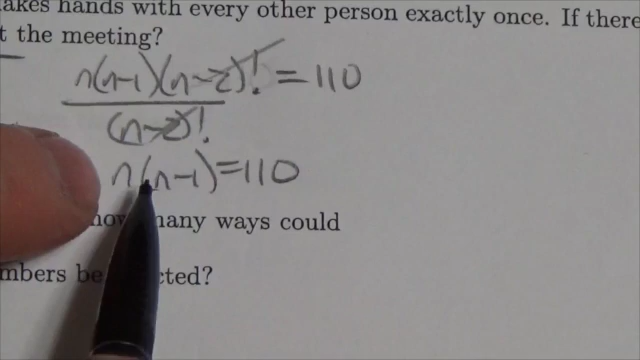 akes hands with every other person exactly once. If there
t the meeting?
n(n-1)(n-2)! = 110
(n-2)!
n(n-1)=110
how many ways could
mbers be cted?